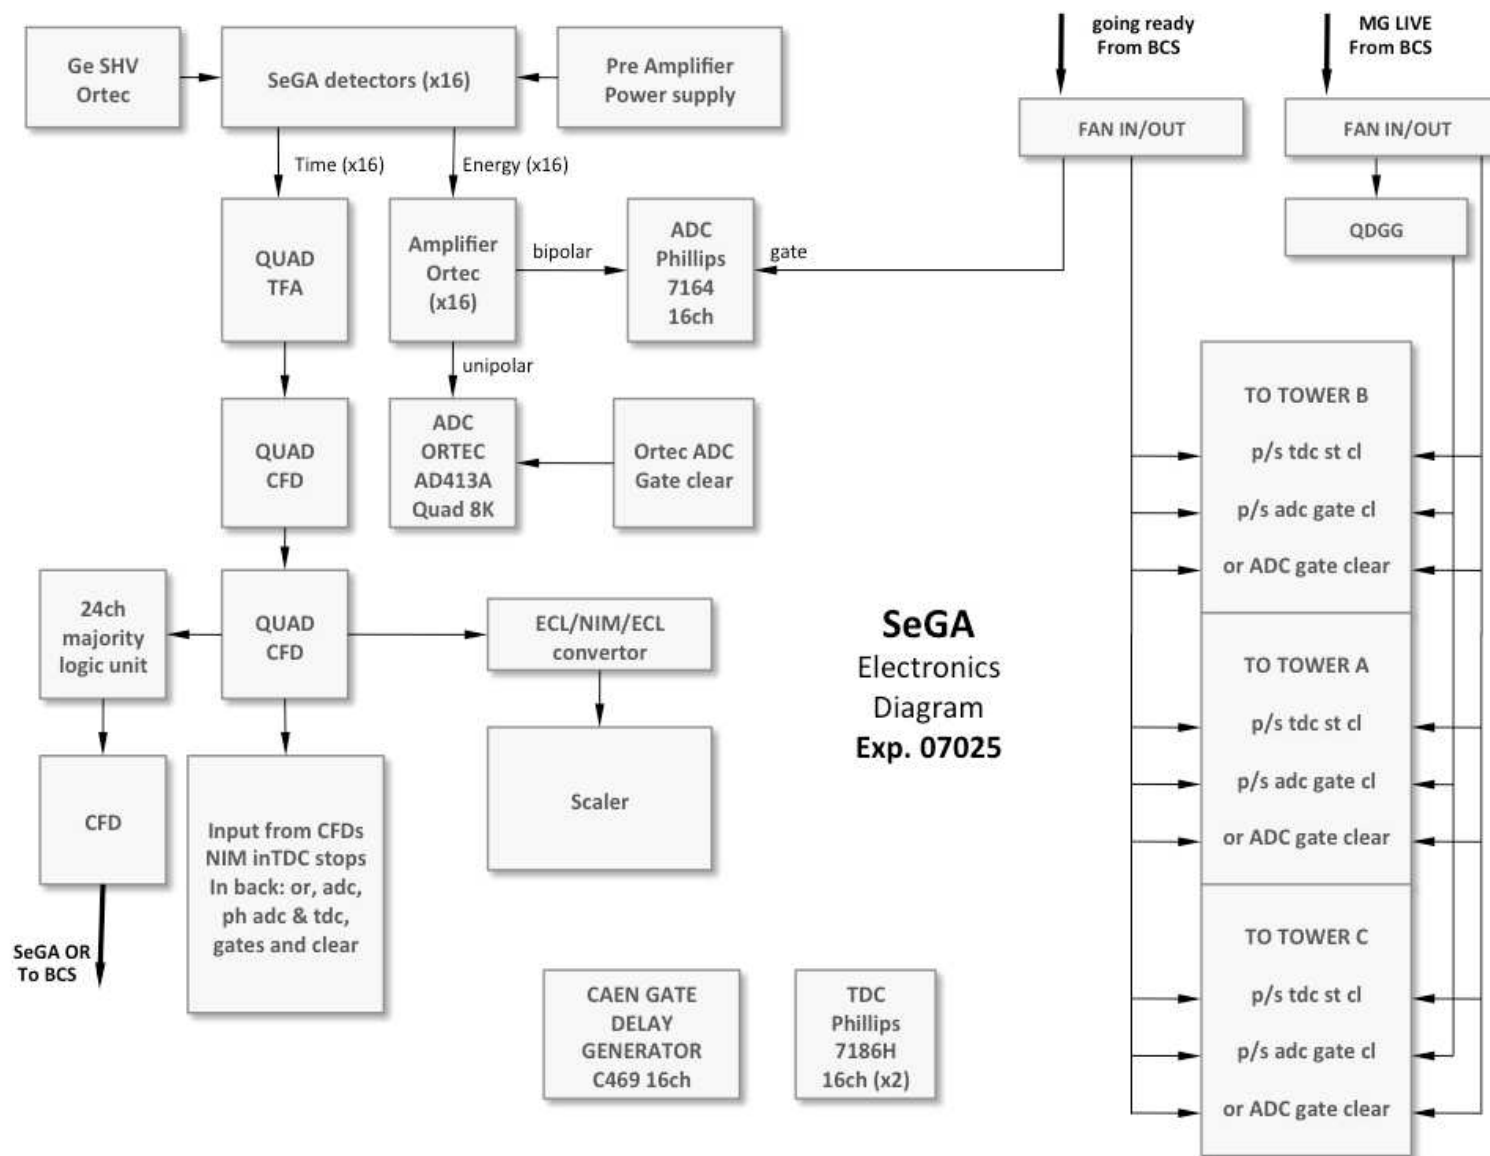 Ge SHV
Ortec
SeGA detectors (x16)
Pre Amplifier
Power supply
going ready
From BCS
MG LIVE
From BCS
FAN IN/OUT
FAN IN/OUT
Time (x16)
Energy (x16)
QUAD
TFA
Amplifier
Ortec
(x16)
bipolar
ADC
Phillips
7164
16ch
gate
QDGG
unipolar
QUAD
CFD
ADC
ORTEC
AD413A
Quad 8K
Ortec ADC
Gate clear
TO TOWER B
p/s tdc st cl
p/s adc gate cl
or ADC gate clear
24ch
majority
logic unit
QUAD
CFD
ECL/NIM/ECL
convertor
SeGA
Electronics
Diagram
Exp. 07025
TO TOWER A
p/s tdc st cl
p/s adc gate cl
or ADC gate clear
CFD
Input from CFDs
NIM inTDC stops
In back: or, adc,
ph adc & tdc,
gates and clear
Scaler
SeGA OR
To BCS
CAEN GATE
DELAY
GENERATOR
C469 16ch
TDC
Phillips
7186H
16ch (x2)
TO TOWER C
p/s tdc st cl
p/s adc gate cl
or ADC gate clear